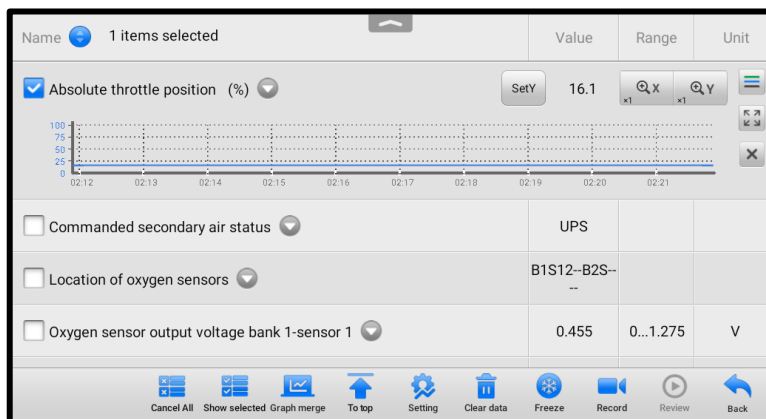 Name 1 items selected Value Range Unit
Absolute throttle position (%) SetY 16.1 X ×1 Y ×1
100
75
50
25
0
02:12 02:13 02:14 02:15 02:16 02:17 02:18 02:19 02:20 02:21
Commanded secondary air status UPS
Location of oxygen sensors B1S12--B2S--
--
Oxygen sensor output voltage bank 1-sensor 1 0.455 0...1.275 V
Cancel All Show selected Graph merge To top Setting Clear data Freeze Record Review Back